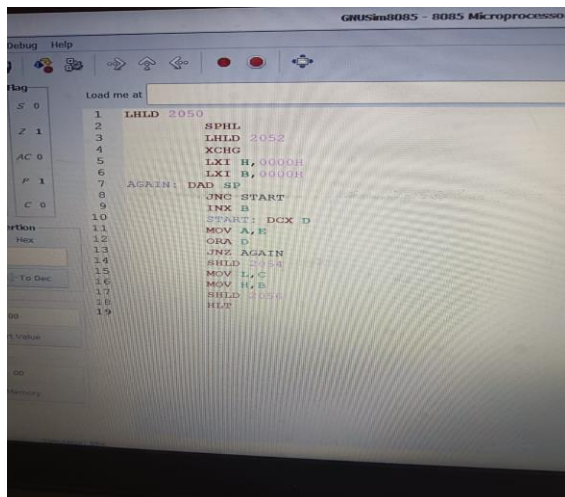 GNUSim8085 - 8085 Microprocesso
Debug Help
Flag
S 0
Z 1
AC 0
P 1
C 0
Hex
To Dec
Load me at
1 LHLD 2050
2 SPHL
3 LHLD 2052
4 XCHG
5 LXI H,0000H
6 LXI B,0000H
7 AGAIN: DAD SP
8 JNC START
9 INX B
10 START: DCX D
11 MOV A,E
12 ORA D
13 JNZ AGAIN
14 SHLD 2054
15 MOV L,C
16 MOV H,B
17 SHLD 2056
18 HLT
19